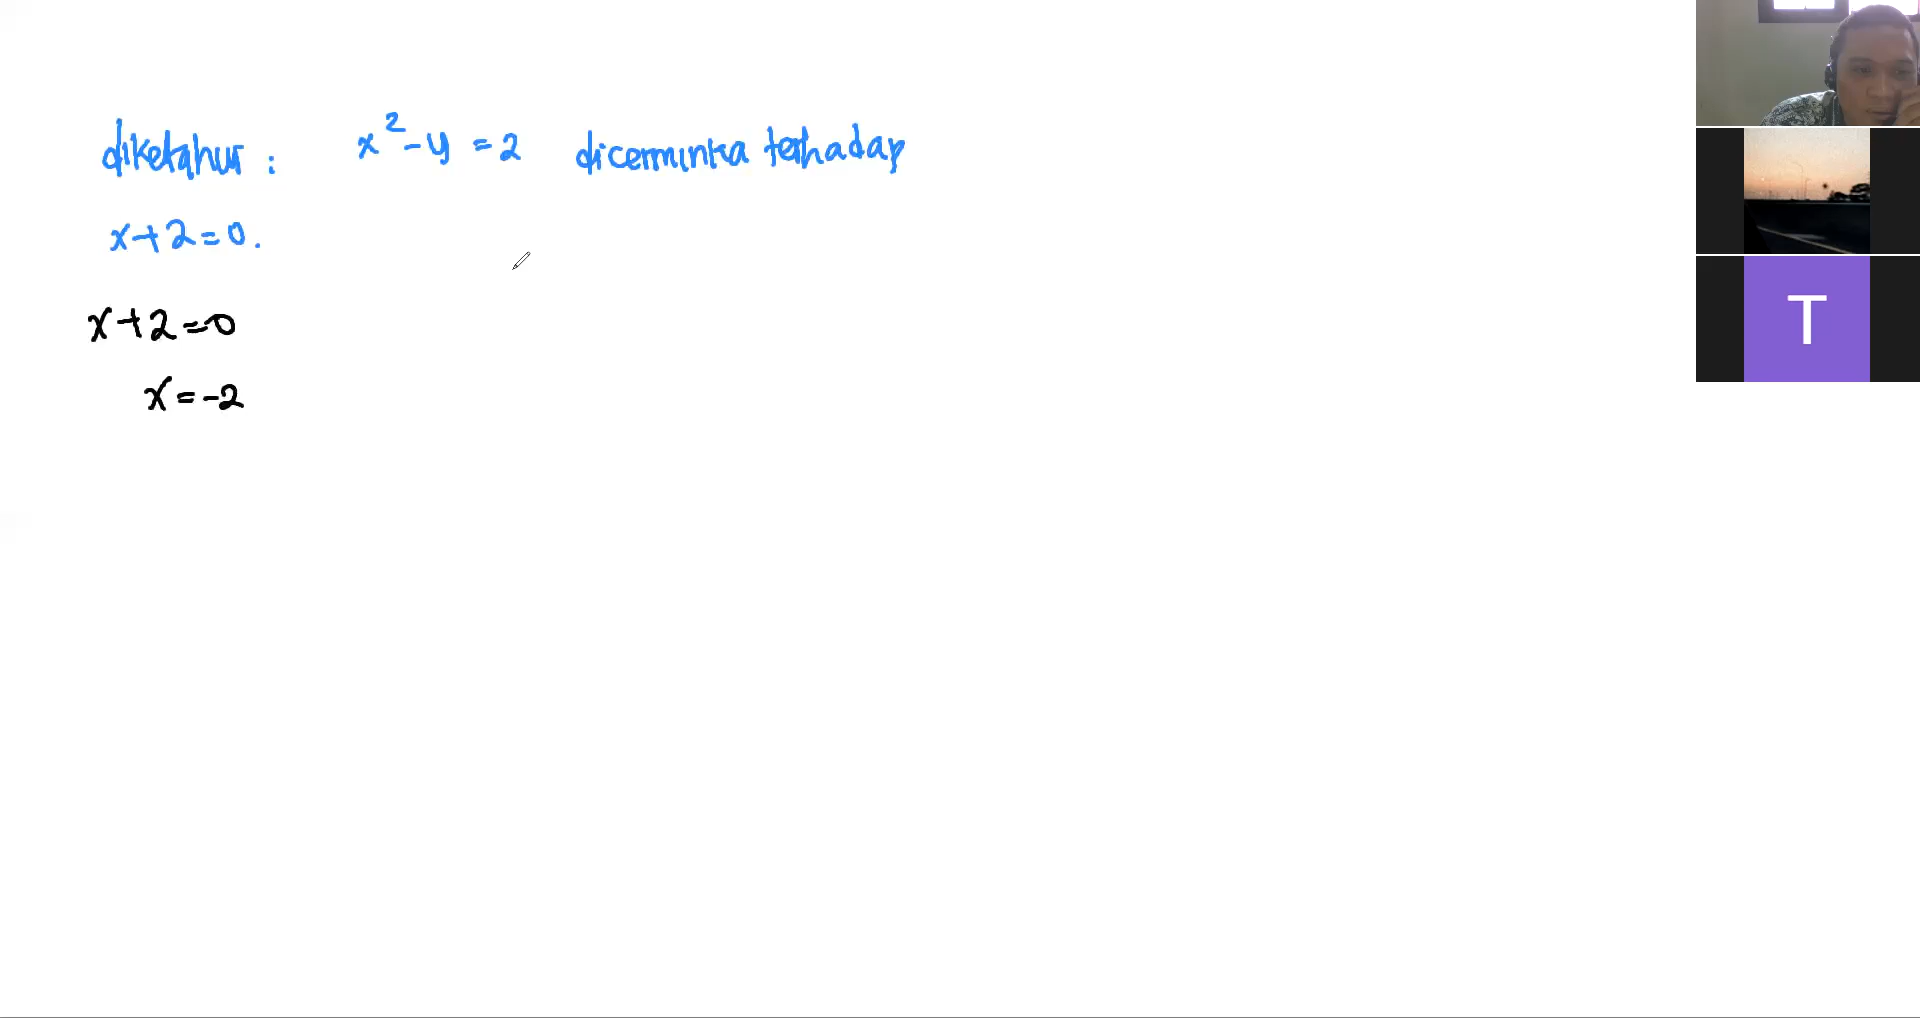 diketahui : x² - y = 2 dicerminka terhadap
x + 2 = 0.
x + 2 = 0
x = -2
T